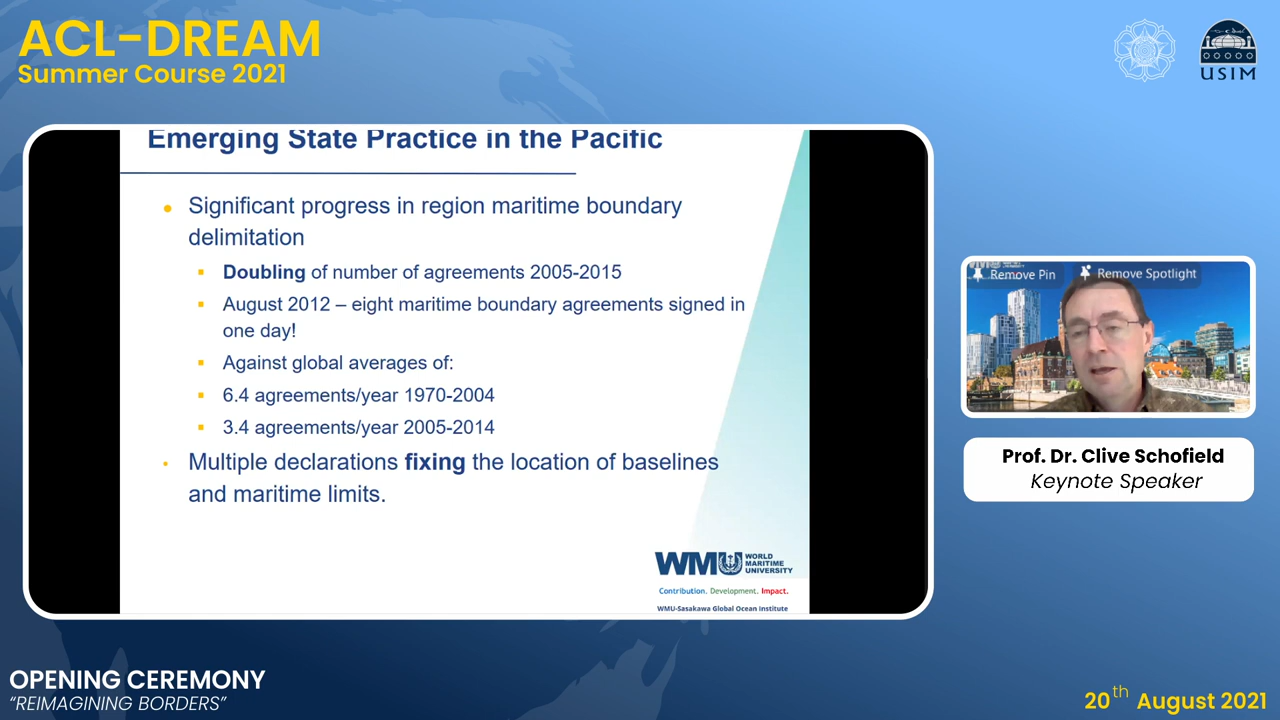 ACL-DREAM
Summer Course 2021
USIM
Emerging State Practice in the Pacific
Significant progress in region maritime boundary
delimitation
Doubling of number of agreements 2005-2015
August 2012 – eight maritime boundary agreements signed in
one day!
Against global averages of:
6.4 agreements/year 1970-2004
3.4 agreements/year 2005-2014
Multiple declarations fixing the location of baselines
and maritime limits.
WMU WORLD
MARITIME
UNIVERSITY
Contribution. Development. Impact.
WMU-Sasakawa Global Ocean Institute
Remove Pin
Remove Spotlight
Prof. Dr. Clive Schofield
Keynote Speaker
OPENING CEREMONY
“REIMAGINING BORDERS”
20th August 2021